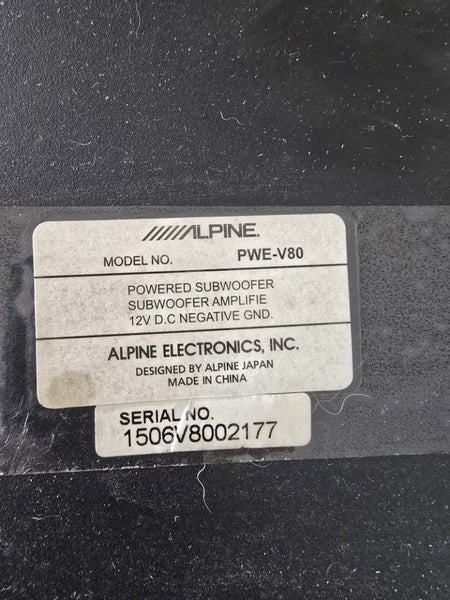 ALPINE
MODEL NO. PWE-V80
POWERED SUBWOOFER
SUBWOOFER AMPLIFIE
12V D.C NEGATIVE GND.
ALPINE ELECTRONICS, INC.
DESIGNED BY ALPINE JAPAN
MADE IN CHINA
SERIAL NO.
1506V8002177